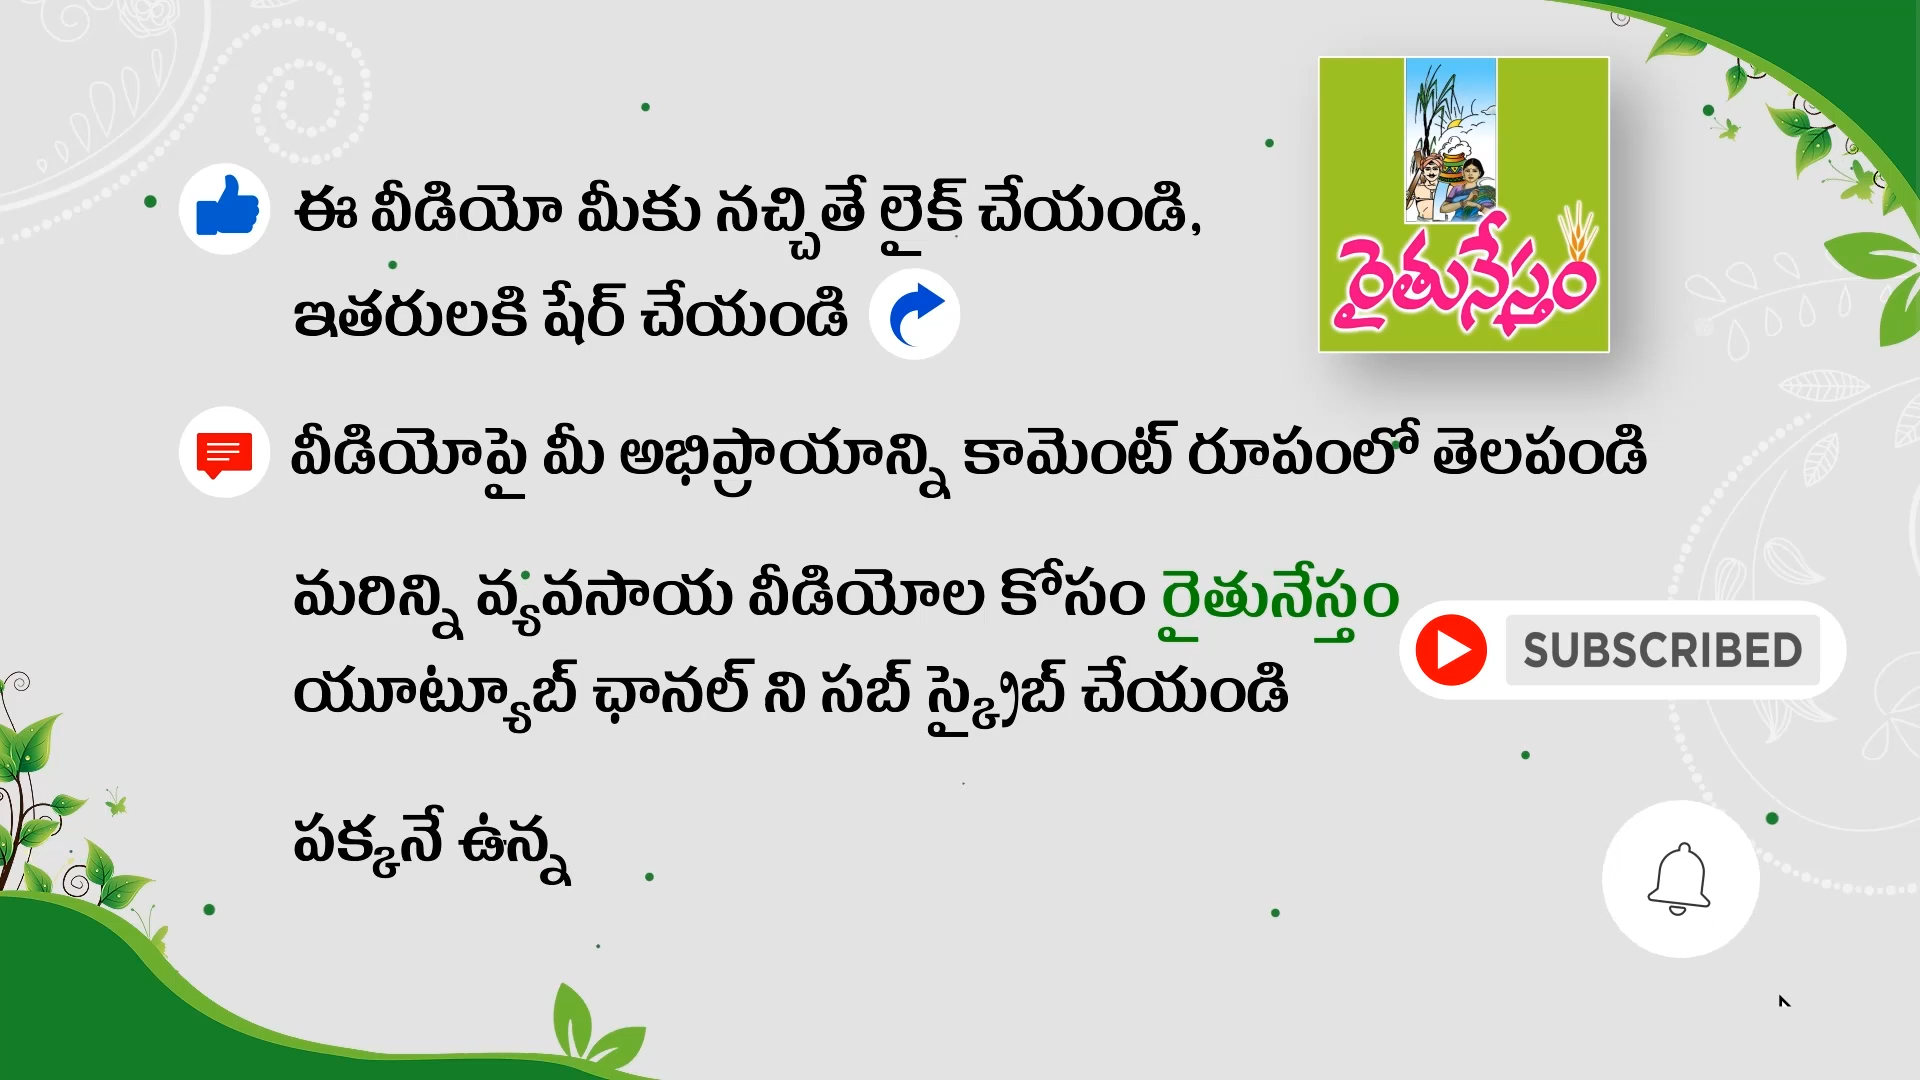 రైతునేస్తం
ఈ వీడియో మీకు నచ్చితే లైక్ చేయండి,
ఇతరులకి షేర్ చేయండి
వీడియోపై మీ అభిప్రాయాన్ని కామెంట్ రూపంలో తెలపండి
మరిన్ని వ్యవసాయ వీడియోల కోసం రైతునేస్తం
యూట్యూబ్ ఛానల్ ని సబ్ స్క్రైబ్ చేయండి
SUBSCRIBED
పక్కనే ఉన్న